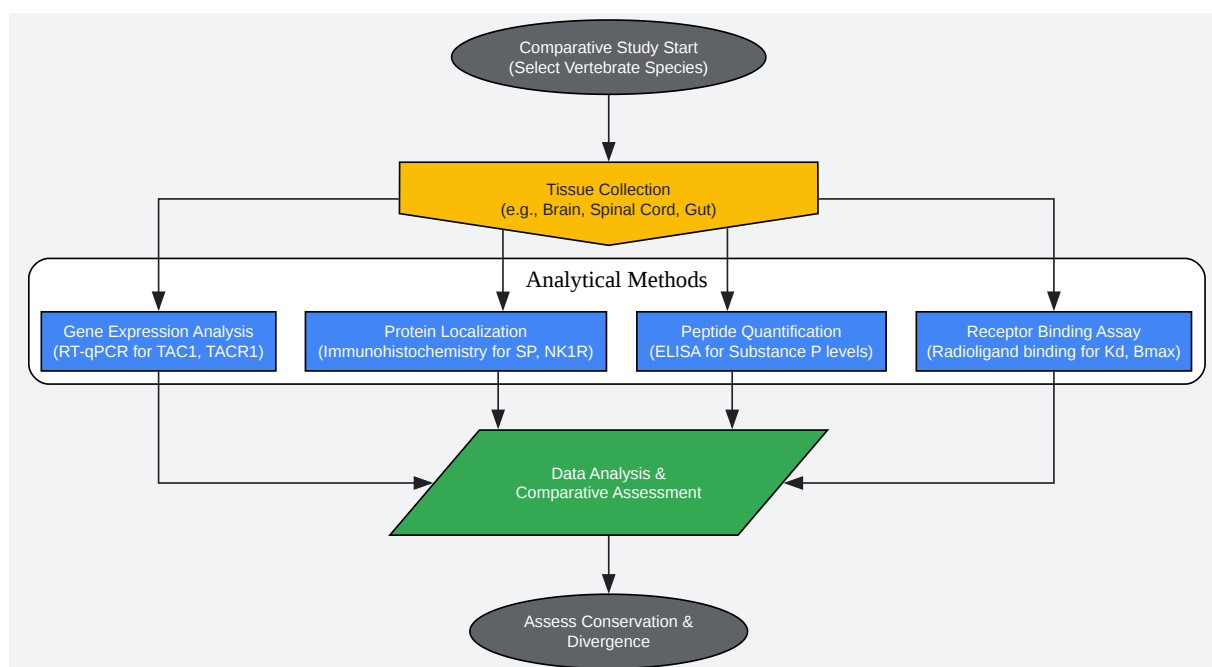 Comparative Study Start
(Select Vertebrate Species)
Tissue Collection
(e.g., Brain, Spinal Cord, Gut)
Analytical Methods
Gene Expression Analysis
(RT-qPCR for TAC1, TACR1)
Protein Localization
(Immunohistochemistry for SP, NK1R)
Peptide Quantification
(ELISA for Substance P levels)
Receptor Binding Assay
(Radioligand binding for Kd, Bmax)
Data Analysis &
Comparative Assessment
Assess Conservation &
Divergence